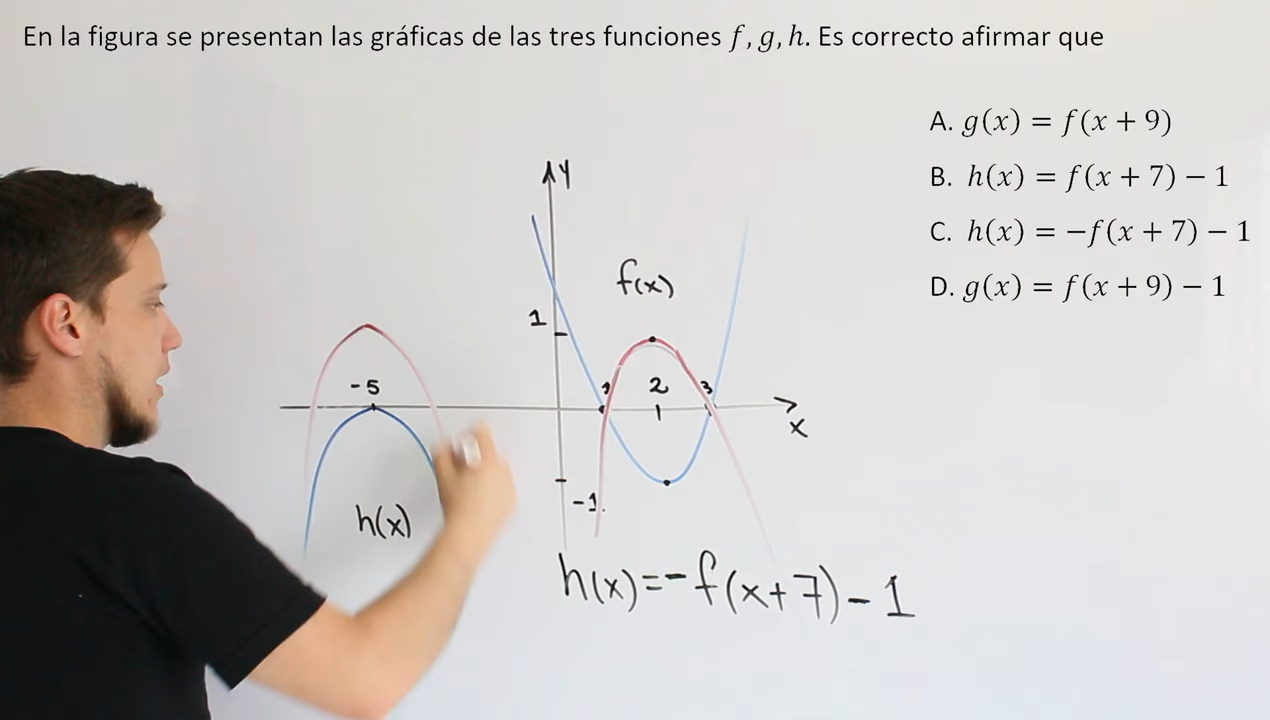 En la figura se presentan las gráficas de las tres funciones f, g, h. Es correcto afirmar que
A. g(x) = f(x + 9)
B. h(x) = f(x + 7) − 1
C. h(x) = −f(x + 7) − 1
D. g(x) = f(x + 9) − 1
y
f(x)
1
-5
1
2
3
x
-1
h(x)
h(x)=-f(x+7)-1